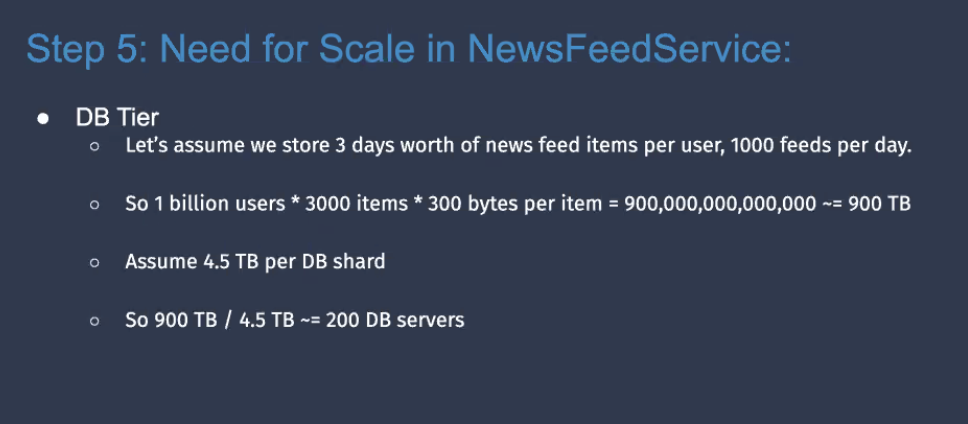 Step 5: Need for Scale in NewsFeedService:
● DB Tier
○ Let's assume we store 3 days worth of news feed items per user, 1000 feeds per day.
○ So 1 billion users * 3000 items * 300 bytes per item = 900,000,000,000,000 ~= 900 TB
○ Assume 4.5 TB per DB shard
○ So 900 TB / 4.5 TB ~= 200 DB servers